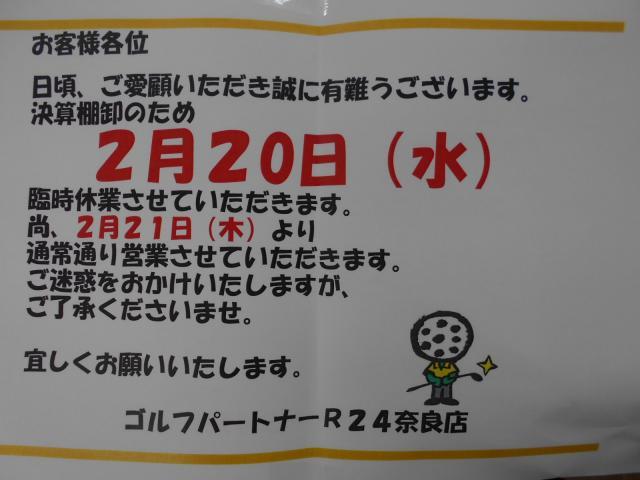 お客様各位
日頃、ご愛顧いただき誠に有難うございます。
決算棚卸のため
2月20日(水)
臨時休業させていただきます。
尚、2月21日(木)より
通常通り営業させていただきます。
ご迷惑をおかけいたしますが、
ご了承くださいませ。
宜しくお願いいたします。
ゴルフパートナーR24奈良店